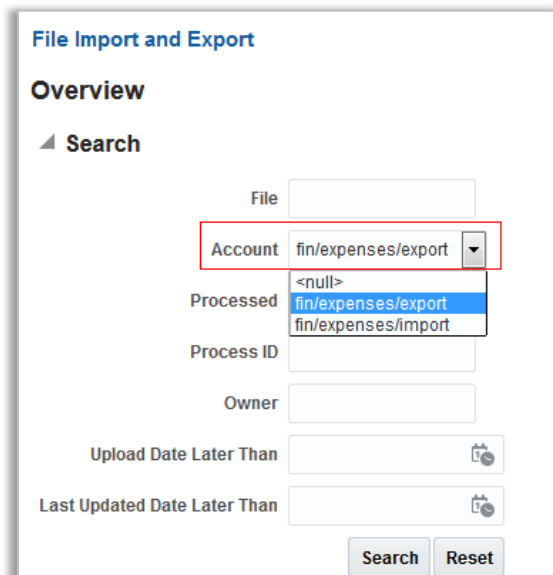 File Import and Export
Overview
Search
File
Account fin/expenses/export
<null>
Processed fin/expenses/export
fin/expenses/import
Process ID
Owner
Upload Date Later Than
Last Updated Date Later Than
Search Reset